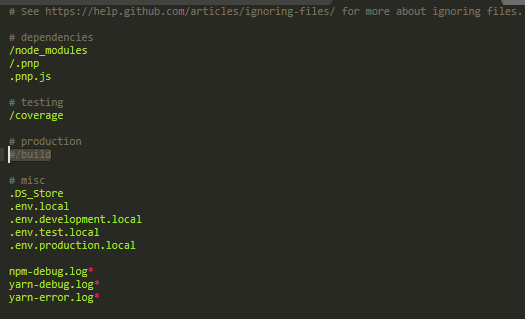 # See https://help.github.com/articles/ignoring-files/ for more about ignoring files.
# dependencies
/node_modules
/.pnp
.pnp.js
# testing
/coverage
# production
#/build
# misc
.DS_Store
.env.local
.env.development.local
.env.test.local
.env.production.local
npm-debug.log*
yarn-debug.log*
yarn-error.log*